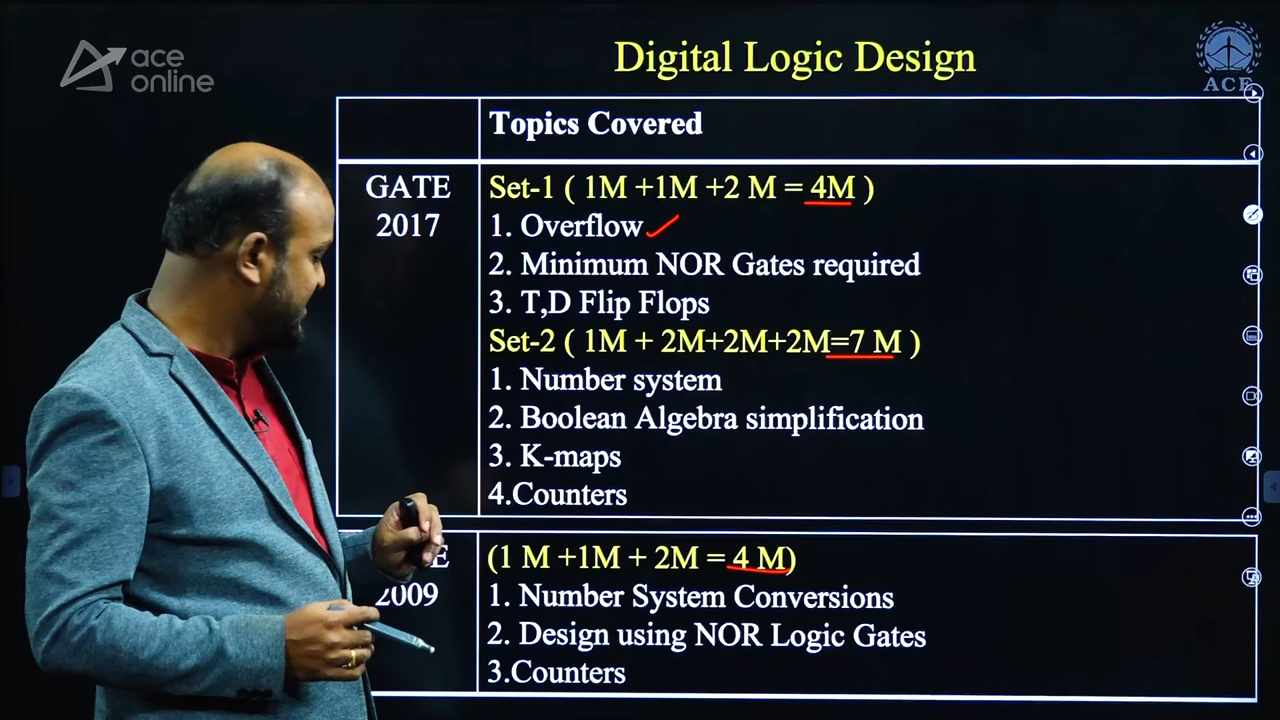 ace
online
Digital Logic Design
ACE
Topics Covered
GATE
2017
Set-1 ( 1M +1M +2 M = 4M )
1. Overflow
2. Minimum NOR Gates required
3. T,D Flip Flops
Set-2 ( 1M + 2M+2M+2M=7 M )
1. Number system
2. Boolean Algebra simplification
3. K-maps
4.Counters
E
2009
(1 M +1M + 2M = 4 M)
1. Number System Conversions
2. Design using NOR Logic Gates
3.Counters